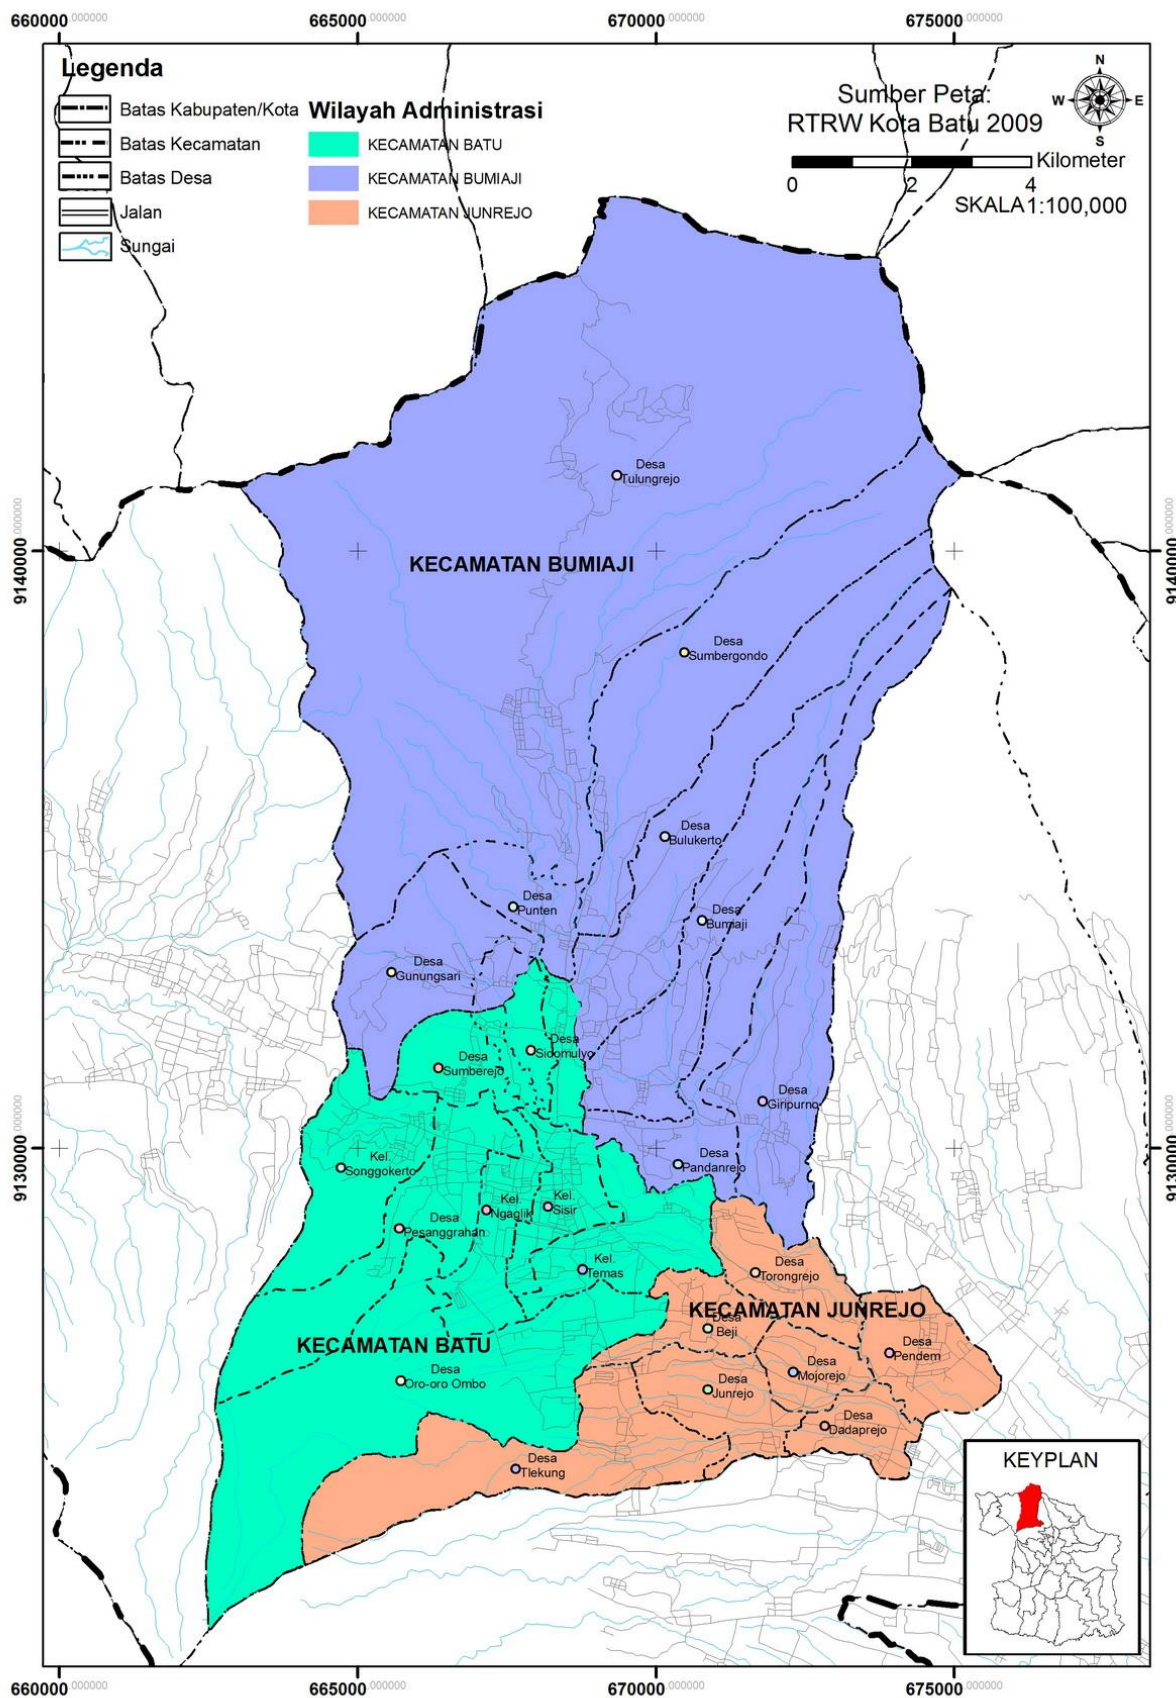 660000.000000
665000.000000
670000.000000
675000.000000
Legenda
Batas Kabupaten/Kota
Batas Kecamatan
Batas Desa
Jalan
Sungai
Wilayah Administrasi
KECAMATAN BATU
KECAMATAN BUMIAJI
KECAMATAN JUNREJO
Sumber Peta:
RTRW Kota Batu 2009
N
W
E
S
Kilometer
0
2
4
SKALA 1:100,000
Desa
Tulungrejo
9140000.000000
9140000.000000
KECAMATAN BUMIAJI
Desa
Sumbergondo
Desa
Bulukerto
Desa
Punten
Desa
Bumiaji
Desa
Gunungsari
Desa
Sidomulyo
Desa
Sumberejo
Desa
Giripurno
9130000.000000
9130000.000000
Kel.
Songgokerto
Desa
Pandanrejo
Kel.
Ngaglik
Kel.
Sisir
Desa
Pesanggrahan
Kel.
Temas
Desa
Torongrejo
KECAMATAN JUNREJO
Desa
Beji
KECAMATAN BATU
Desa
Pendem
Desa
Oro-oro Ombo
Desa
Mojorejo
Desa
Junrejo
Desa
Dadaprejo
Desa
Tlekung
KEYPLAN
660000.000000
665000.000000
670000.000000
675000.000000